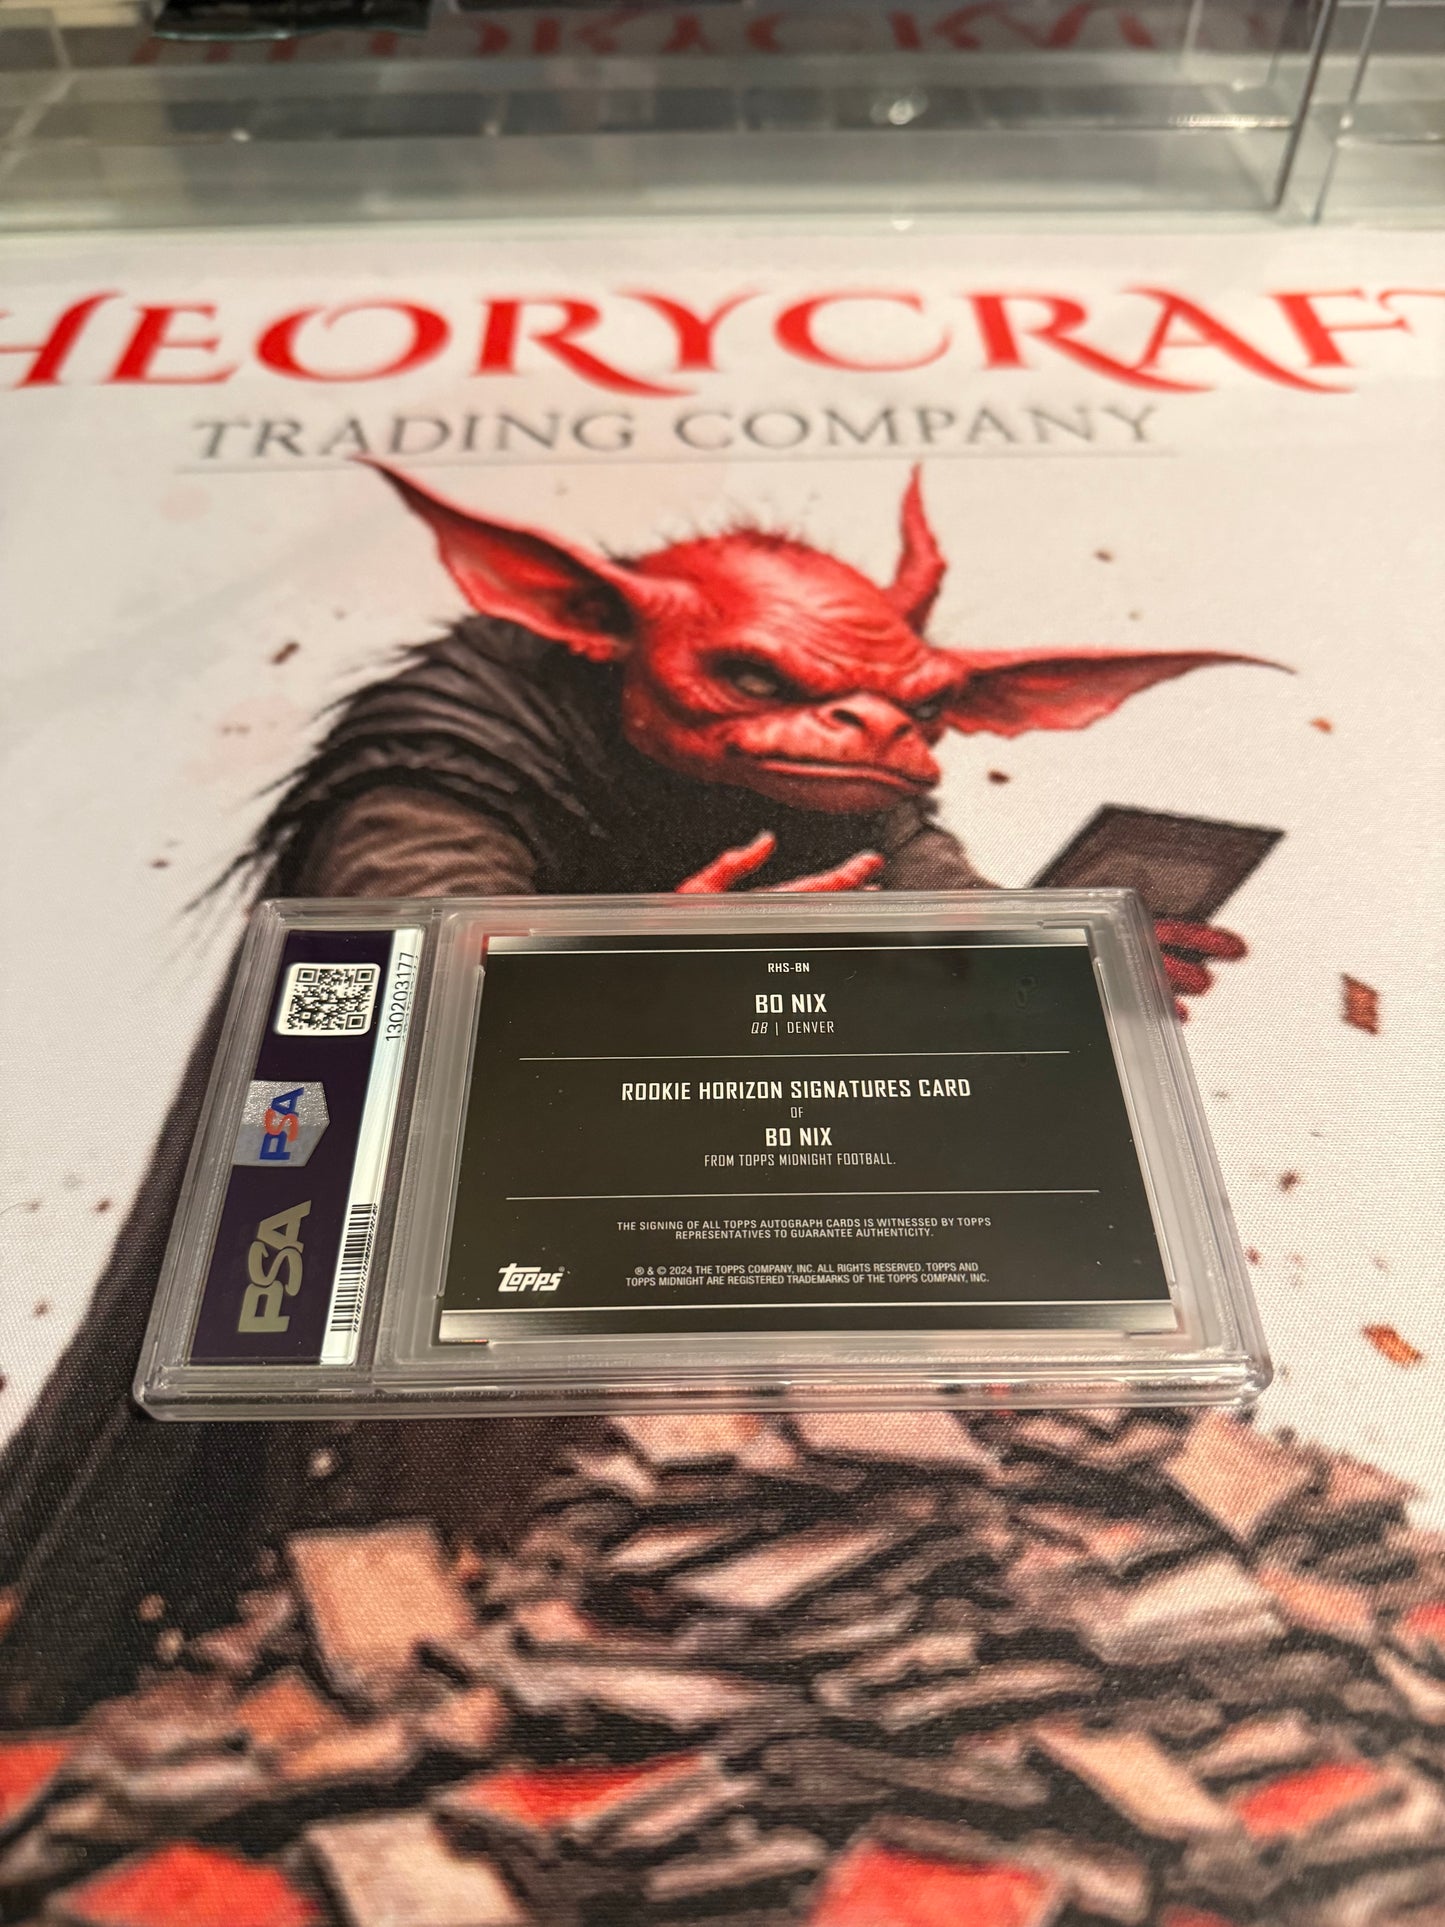 HEORYCRAFT
TRADING COMPANY
130203177
PSA
PSA
RHS-BN
BO NIX
QB | DENVER
ROOKIE HORIZON SIGNATURES CARD
OF
BO NIX
FROM TOPPS MIDNIGHT FOOTBALL.
THE SIGNING OF ALL TOPPS AUTOGRAPH CARDS IS WITNESSED BY TOPPS
REPRESENTATIVES TO GUARANTEE AUTHENTICITY.
topps®
® & © 2024 THE TOPPS COMPANY, INC. ALL RIGHTS RESERVED. TOPPS AND
TOPPS MIDNIGHT ARE REGISTERED TRADEMARKS OF THE TOPPS COMPANY, INC.